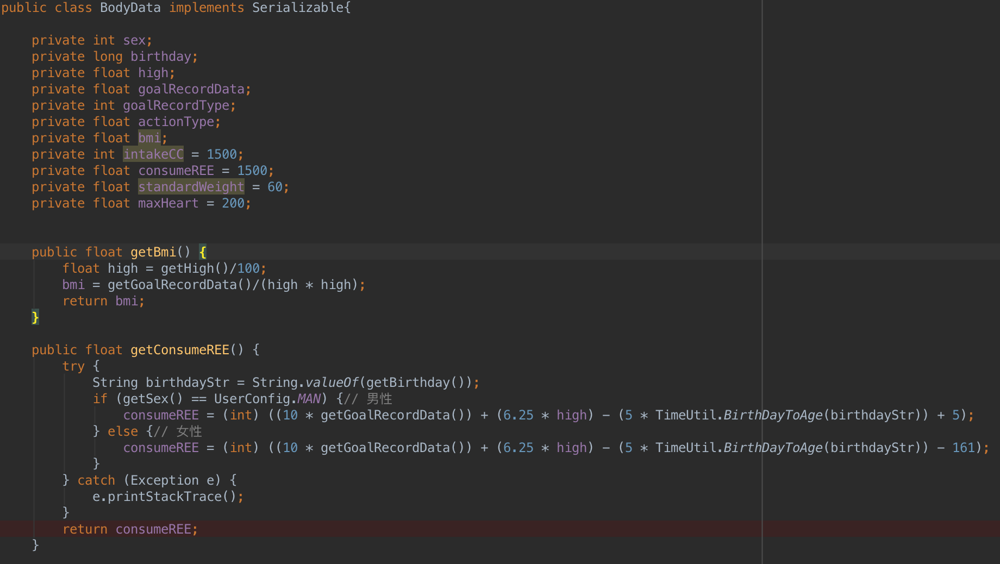 public class BodyData implements Serializable{
private int sex;
private long birthday;
private float high;
private float goalRecordData;
private int goalRecordType;
private float actionType;
private float bmi;
private int intakeCC = 1500;
private float consumeREE = 1500;
private float standardWeight = 60;
private float maxHeart = 200;
public float getBmi() {
float high = getHigh()/100;
bmi = getGoalRecordData()/(high * high);
return bmi;
}
public float getConsumeREE() {
try {
String birthdayStr = String.valueOf(getBirthday());
if (getSex() == UserConfig.MAN) {// 男性
consumeREE = (int) ((10 * getGoalRecordData()) + (6.25 * high) - (5 * TimeUtil.BirthDayToAge(birthdayStr)) + 5);
} else {// 女性
consumeREE = (int) ((10 * getGoalRecordData()) + (6.25 * high) - (5 * TimeUtil.BirthDayToAge(birthdayStr)) - 161);
}
} catch (Exception e) {
e.printStackTrace();
}
return consumeREE;
}